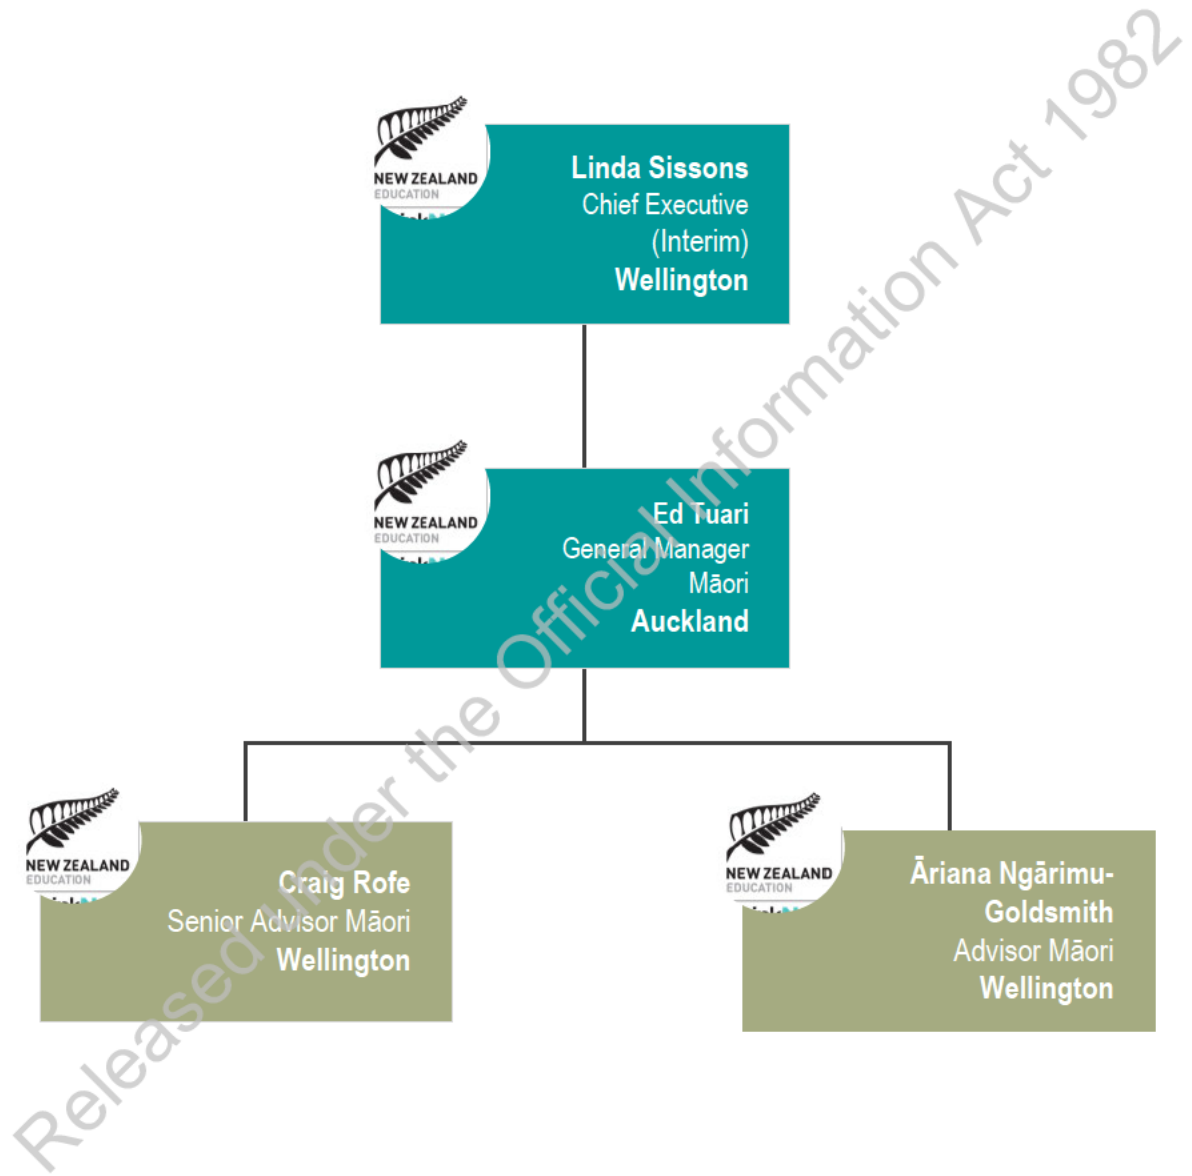 NEW ZEALAND
EDUCATION
Linda Sissons
Chief Executive
(Interim)
Wellington
NEW ZEALAND
EDUCATION
Ed Tuari
General Manager
Māori
Auckland
NEW ZEALAND
EDUCATION
Craig Rofe
Senior Advisor Māori
Wellington
NEW ZEALAND
EDUCATION
Āriana Ngārimu-
Goldsmith
Advisor Māori
Wellington
Released under the Official Information Act 1982